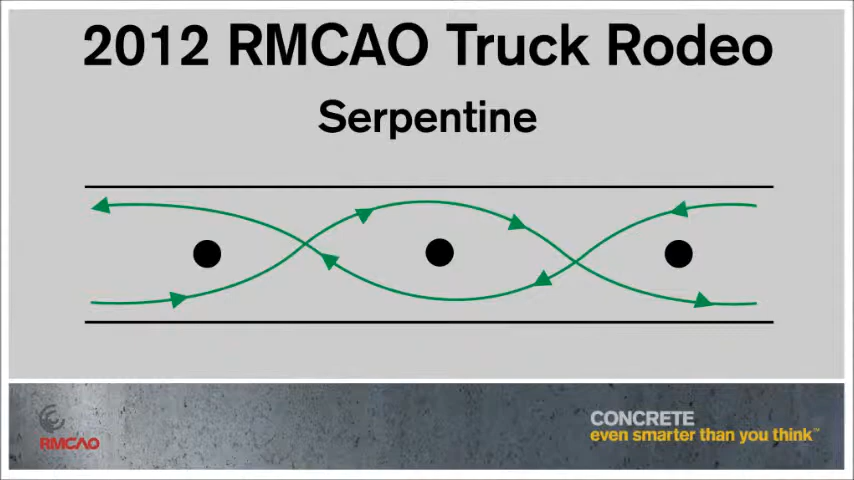 2012 RMCAO Truck Rodeo
Serpentine
RMCAO
CONCRETE
even smarter than you think™